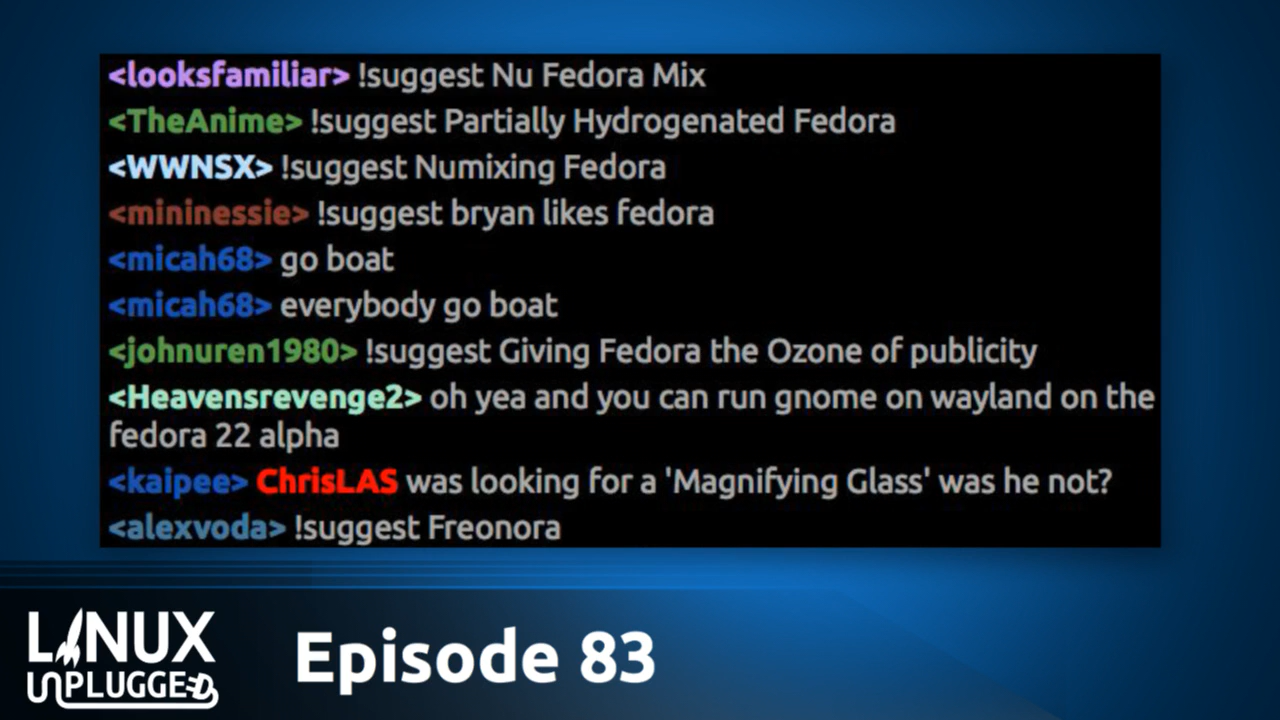 <looksfamiliar> !suggest Nu Fedora Mix
<TheAnime> !suggest Partially Hydrogenated Fedora
<WWNSX> !suggest Numixing Fedora
<mininessie> !suggest bryan likes fedora
<micah68> go boat
<micah68> everybody go boat
<johnuren1980> !suggest Giving Fedora the Ozone of publicity
<Heavensrevenge2> oh yea and you can run gnome on wayland on the
fedora 22 alpha
<kaipee> ChrisLAS was looking for a 'Magnifying Glass' was he not?
<alexvoda> !suggest Freonora
LINUX
UNPLUGGED
Episode 83